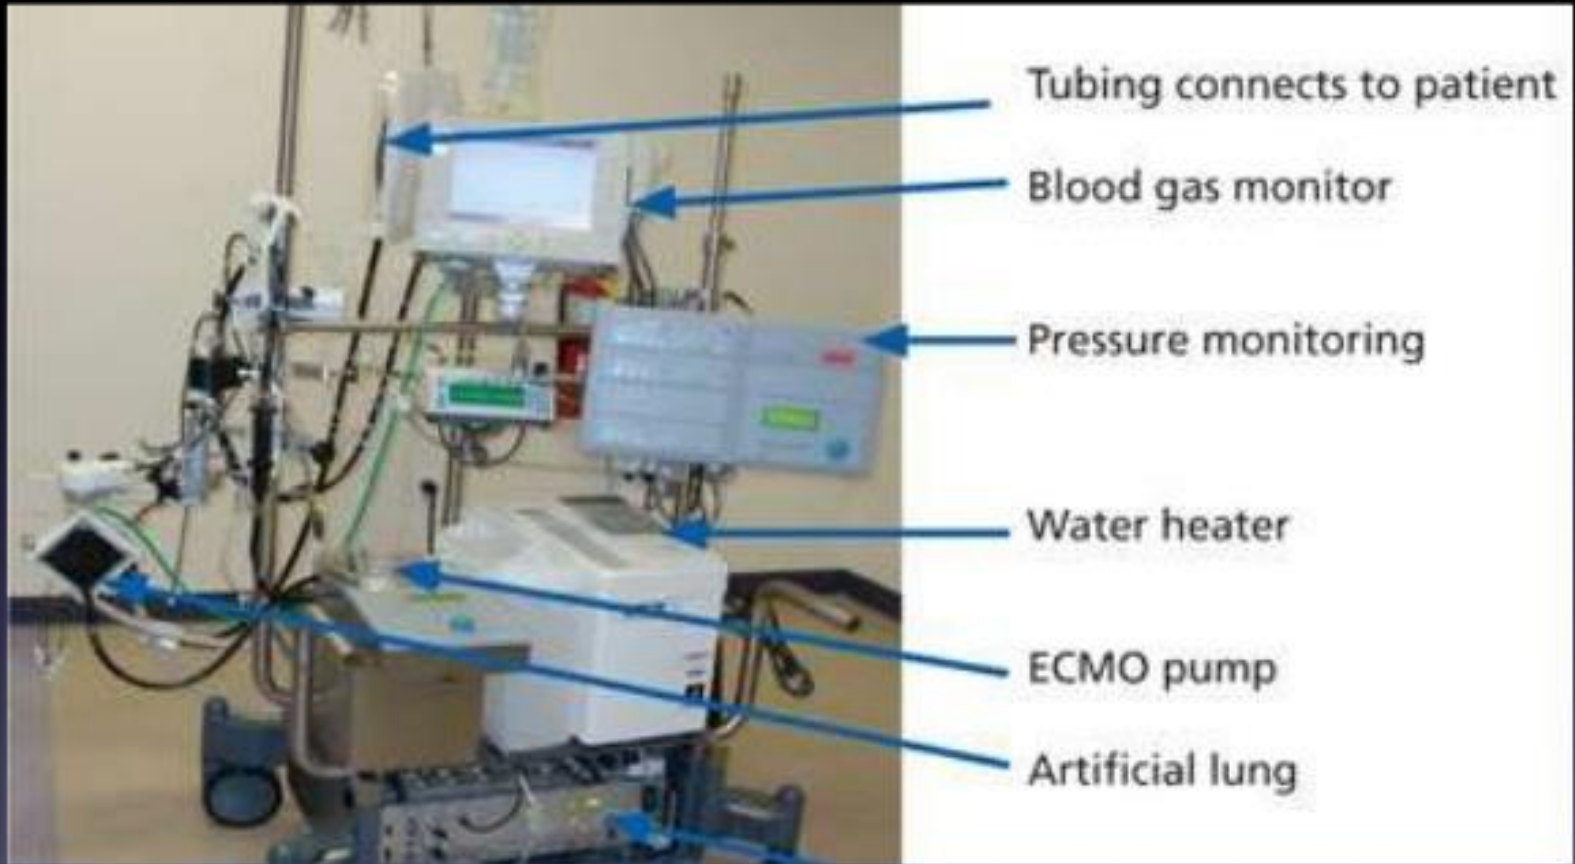 Tubing connects to patient
Blood gas monitor
Pressure monitoring
Water heater
ECMO pump
Artificial lung